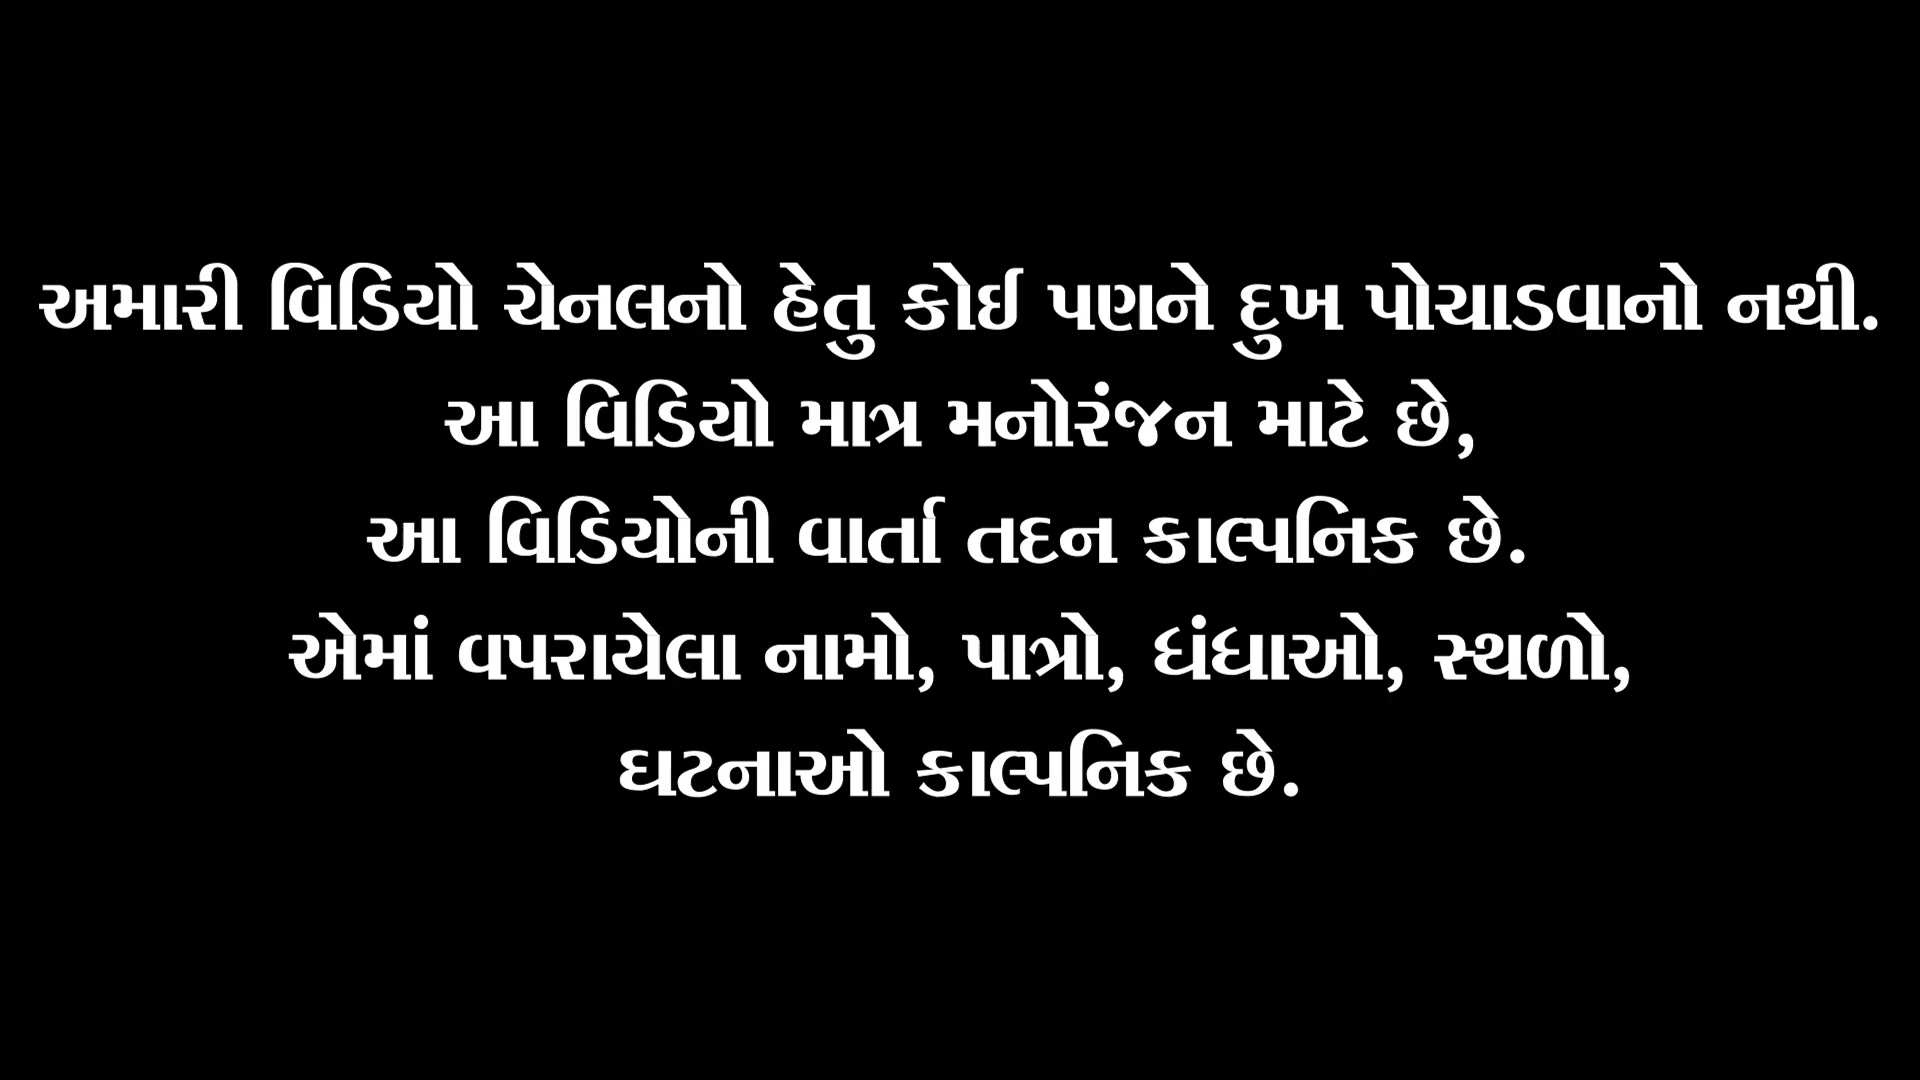 અમારી વિડિયો ચેનલનો હેતુ કોઈ પણને દુખ પોચાડવાનો નથી.
આ વિડિયો માત્ર મનોરંજન માટે છે,
આ વિડિયોની વાર્તા તદન કાલ્પનિક છે.
એમાં વપરાયેલા નામો, પાત્રો, ધંધાઓ, સ્થળો,
ઘટનાઓ કાલ્પનિક છે.